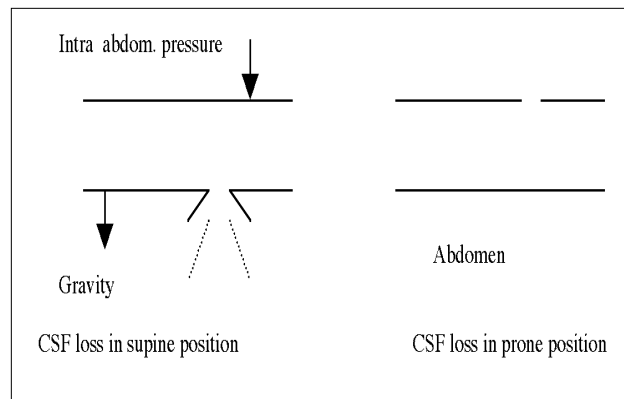 Intra abdom. pressure
Abdomen
Gravity
CSF loss in supine position
CSF loss in prone position